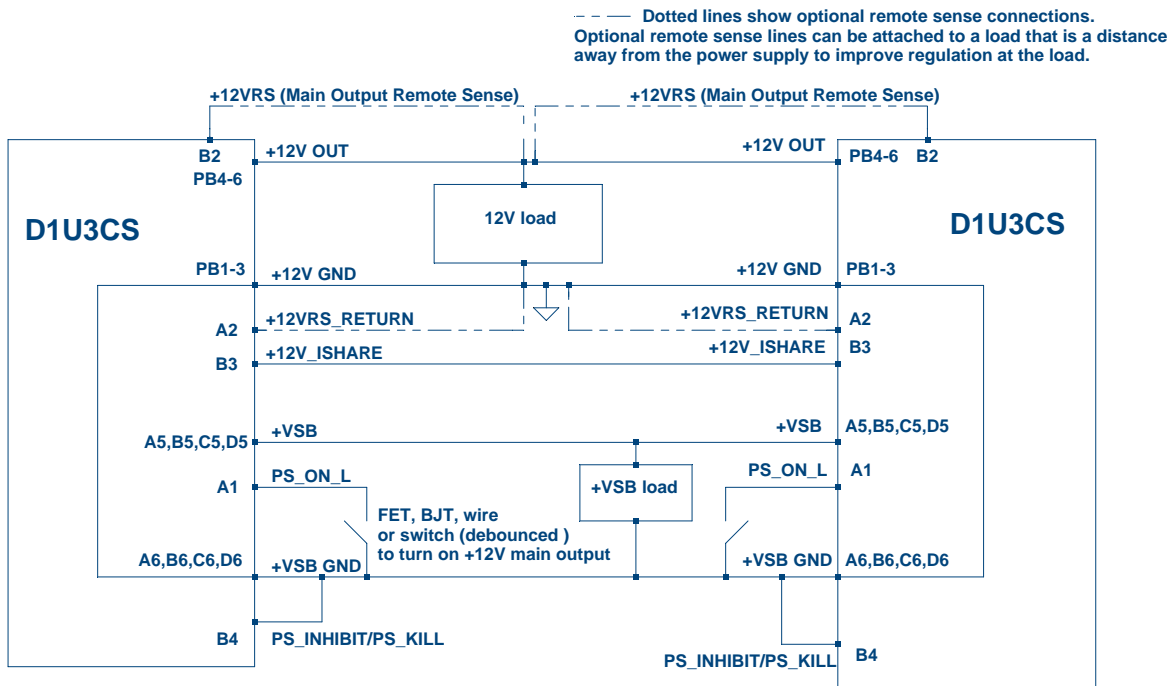 Dotted lines show optional remote sense connections.
Optional remote sense lines can be attached to a load that is a distance
away from the power supply to improve regulation at the load.
+12VRS (Main Output Remote Sense)
+12VRS (Main Output Remote Sense)
B2
+12V OUT
+12V OUT
PB4-6
B2
PB4-6
D1U3CS
12V load
D1U3CS
PB1-3
+12V GND
+12V GND
PB1-3
A2
+12VRS_RETURN
+12VRS_RETURN
A2
B3
+12V_ISHARE
+12V_ISHARE
B3
A5,B5,C5,D5
+VSB
+VSB
A5,B5,C5,D5
A1
PS_ON_L
PS_ON_L
A1
+VSB load
FET, BJT, wire
or switch (debounced )
to turn on +12V main output
A6,B6,C6,D6
+VSB GND
+VSB GND
A6,B6,C6,D6
B4
PS_INHIBIT/PS_KILL
PS_INHIBIT/PS_KILL
B4